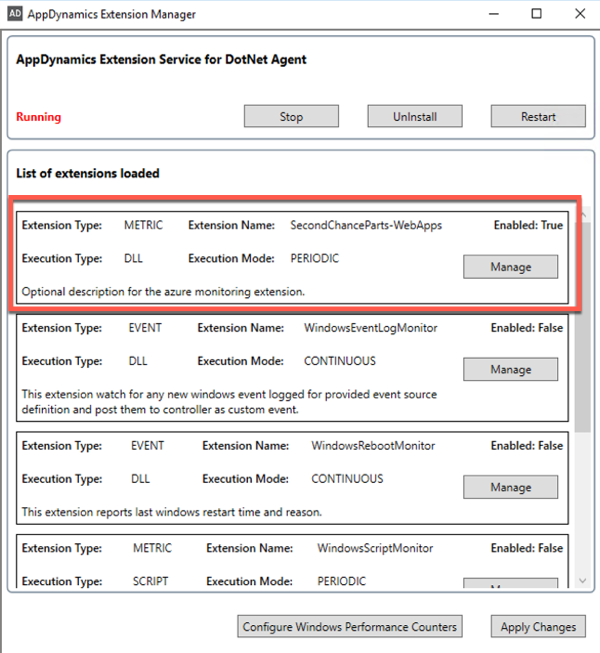 AD AppDynamics Extension Manager
AppDynamics Extension Service for DotNet Agent
Running Stop UnInstall Restart
List of extensions loaded
Extension Type: METRIC Extension Name: SecondChanceParts-WebApps Enabled: True
Execution Type: DLL Execution Mode: PERIODIC
Manage
Optional description for the azure monitoring extension.
Extension Type: EVENT Extension Name: WindowsEventLogMonitor Enabled: False
Execution Type: DLL Execution Mode: CONTINUOUS
Manage
This extension watch for any new windows event logged for provided event source
definition and post them to controller as custom event.
Extension Type: EVENT Extension Name: WindowsRebootMonitor Enabled: False
Execution Type: DLL Execution Mode: CONTINUOUS
Manage
This extension reports last windows restart time and reason.
Extension Type: METRIC Extension Name: WindowsScriptMonitor Enabled: False
Execution Type: SCRIPT Execution Mode: PERIODIC
Configure Windows Performance Counters Apply Changes